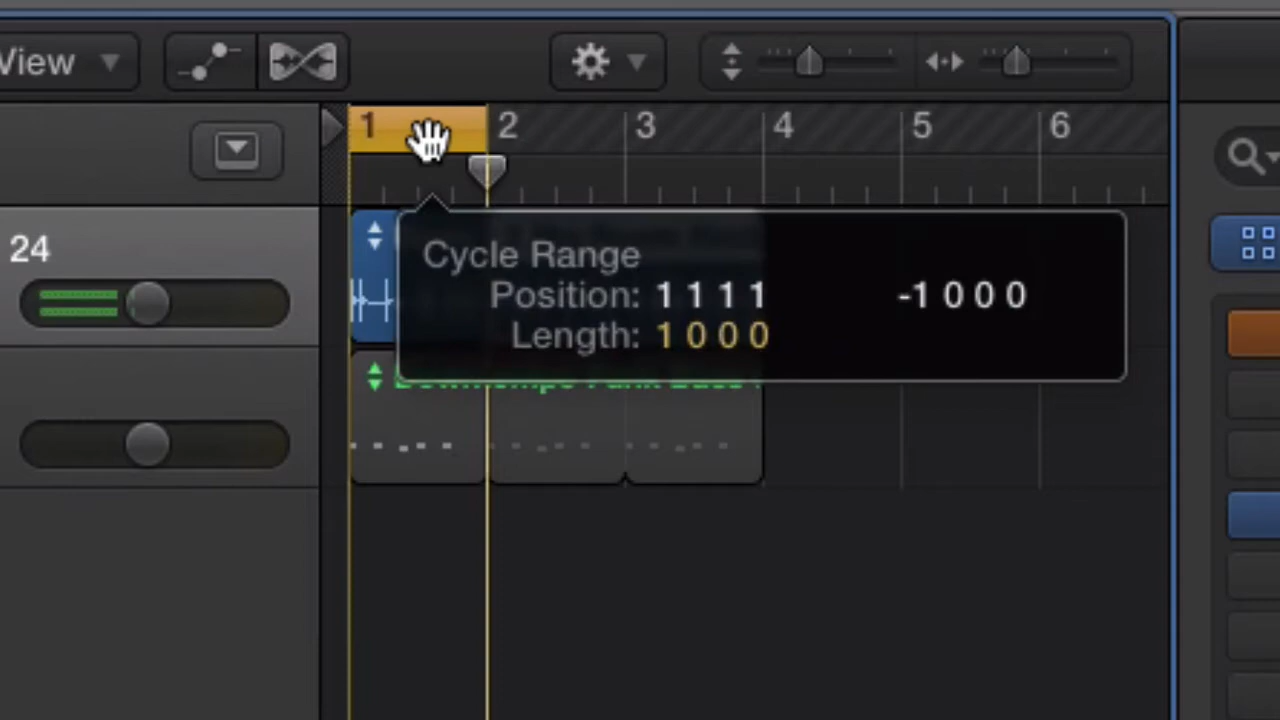 View
1 2 3 4 5 6
24
Cycle Range
Position: 1 1 1 1 -1 0 0 0
Length: 1 0 0 0